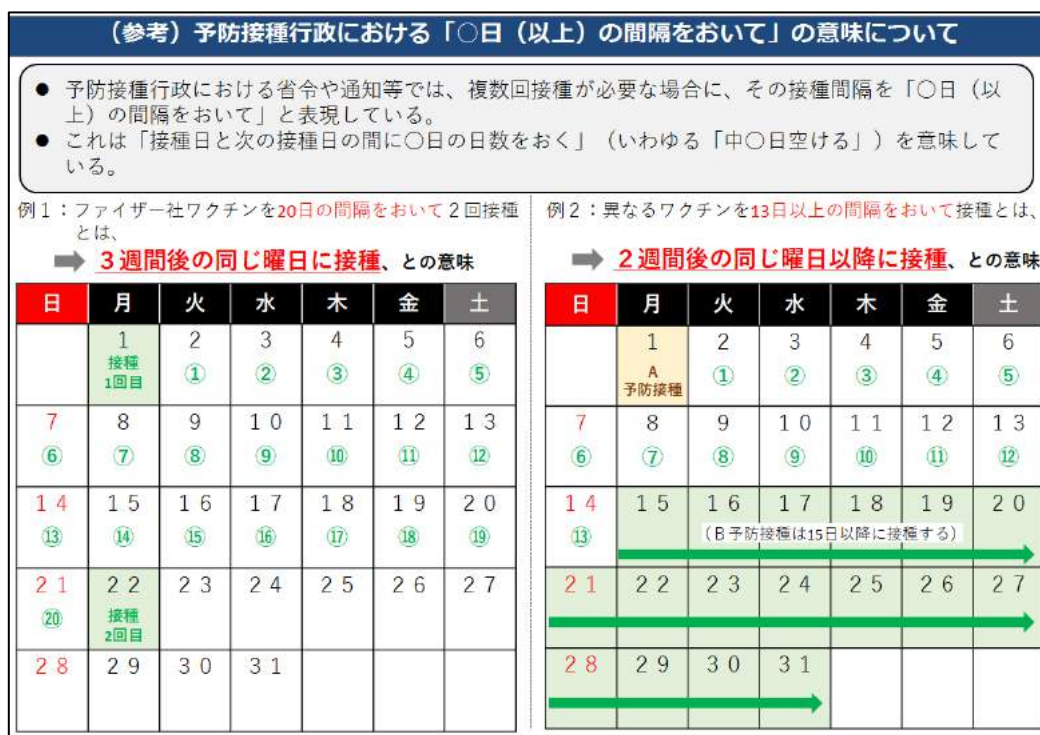 （参考）予防接種行政における「○日（以上）の間隔をおいて」の意味について
● 予防接種行政における省令や通知等では、複数回接種が必要な場合に、その接種間隔を「〇日（以
上）の間隔をおいて」と表現している。
● これは「接種日と次の接種日の間に〇日の日数をおく」（いわゆる「中〇日空ける」）を意味して
いる。
例１：ファイザー社ワクチンを20日の間隔をおいて２回接種
とは、
３週間後の同じ曜日に接種、との意味
日 月 火 水 木 金 土
1 2 3 4 5 6
接種
1回目 ① ② ③ ④ ⑤
7 8 9 10 11 12 13
⑥ ⑦ ⑧ ⑨ ⑩ ⑪ ⑫
14 15 16 17 18 19 20
⑬ ⑭ ⑮ ⑯ ⑰ ⑱ ⑲
21 22 23 24 25 26 27
⑳ 接種
2回目
28 29 30 31
例２：異なるワクチンを13日以上の間隔をおいて接種とは、
２週間後の同じ曜日以降に接種、との意味
日 月 火 水 木 金 土
1 2 3 4 5 6
A
予防接種 ① ② ③ ④ ⑤
7 8 9 10 11 12 13
⑥ ⑦ ⑧ ⑨ ⑩ ⑪ ⑫
14 15 16 17 18 19 20
⑬ （Ｂ予防接種は15日以降に接種する）
21 22 23 24 25 26 27
28 29 30 31